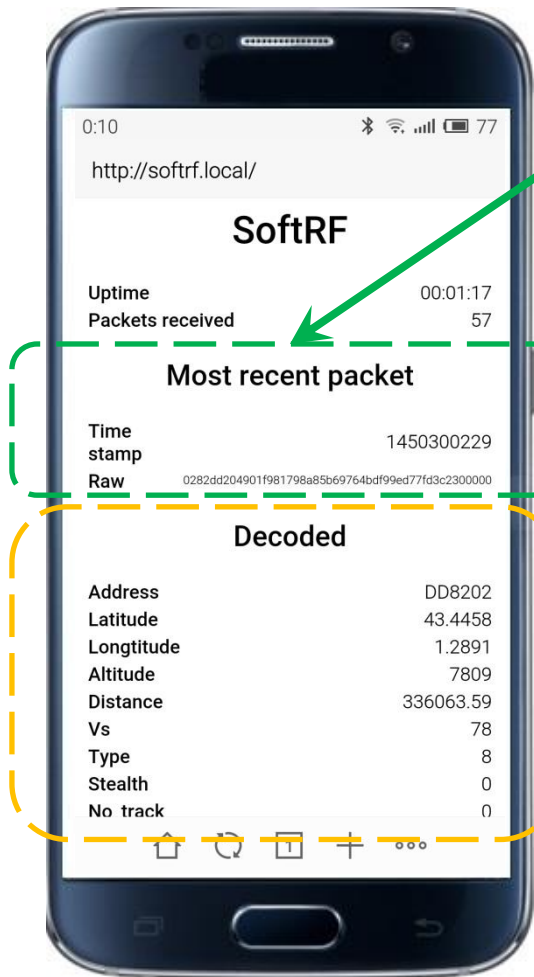 0:10 77
http://softrf.local/
SoftRF
Uptime 00:01:17
Packets received 57
Most recent packet
Time
stamp 1450300229
Raw 0282dd204901f981798a85b69764bdf99ed77fd3c2300000
Decoded
Address DD8202
Latitude 43.4458
Longtitude 1.2891
Altitude 7809
Distance 336063.59
Vs 78
Type 8
Stealth 0
No track 0
1